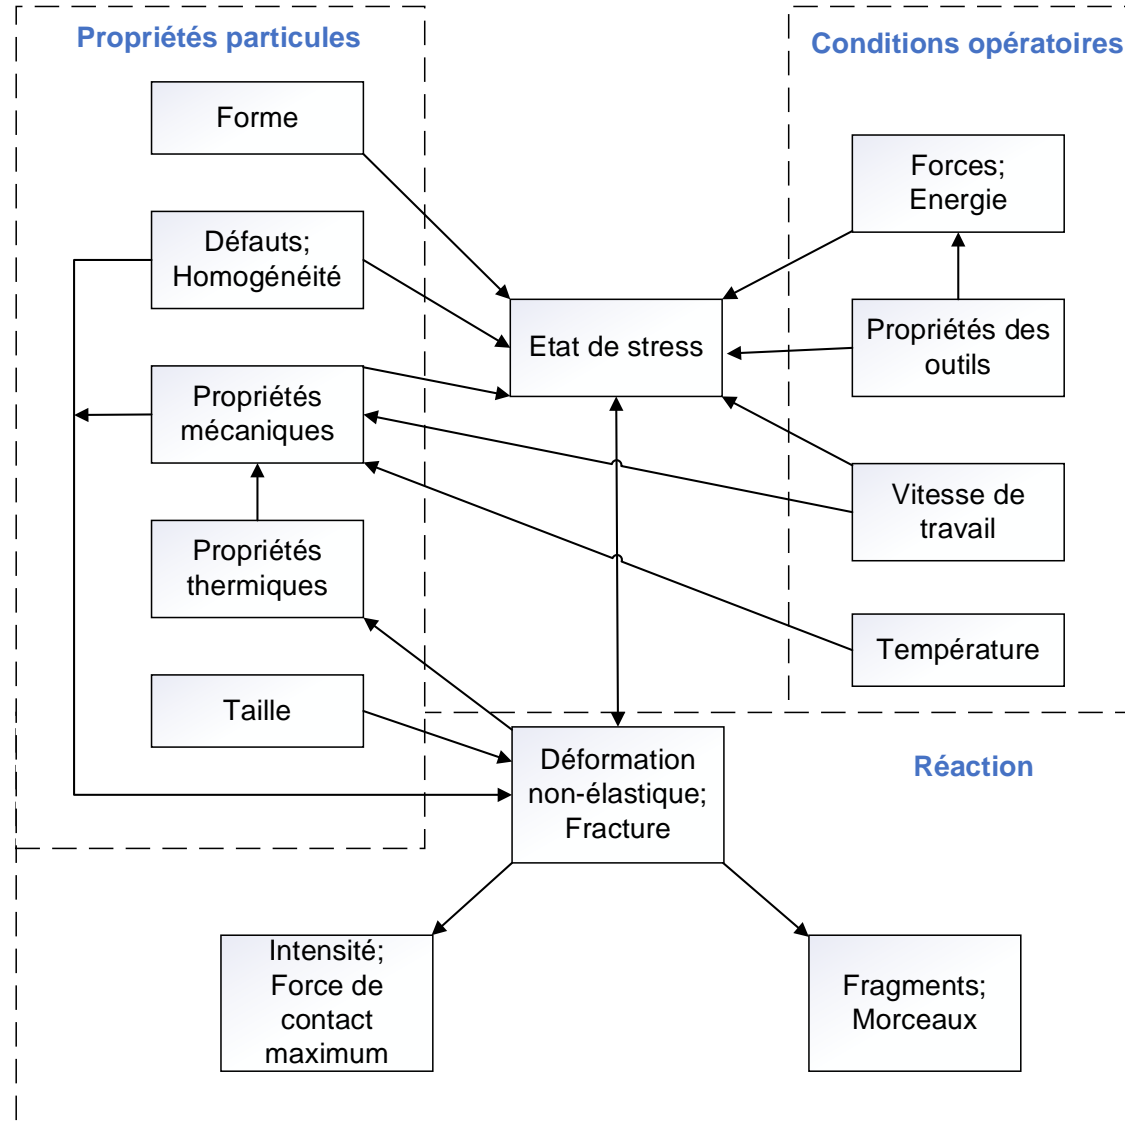 Propriétés particules
Conditions opératoires
Forme
Forces;
Energie
Défauts;
Homogénéité
Etat de stress
Propriétés des
outils
Propriétés
mécaniques
Vitesse de
travail
Propriétés
thermiques
Température
Taille
Déformation
non-élastique;
Fracture
Réaction
Intensité;
Force de
contact
maximum
Fragments;
Morceaux